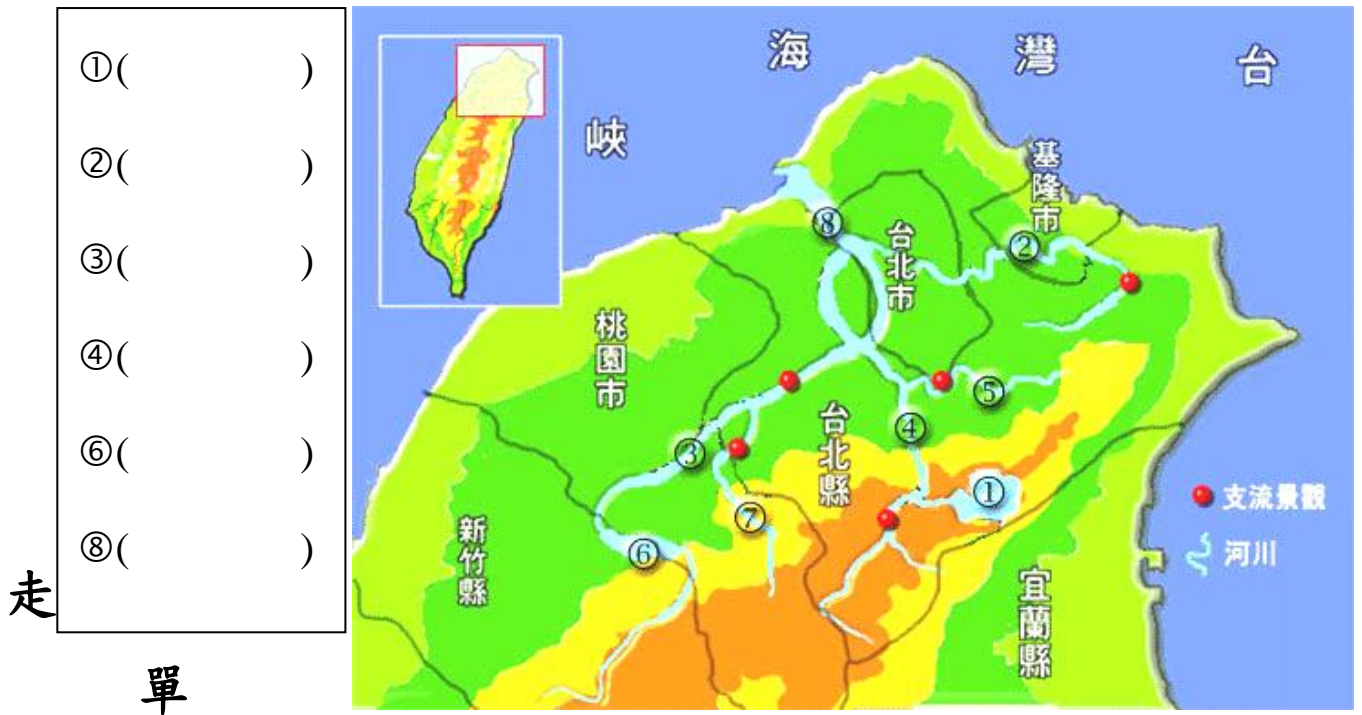 ①( )
②( )
③( )
④( )
⑥( )
⑧( )
走
單
台灣海峽
基隆市
台北市
桃園市
台北縣
新竹縣
宜蘭縣
⑧
②
⑤
④
③
①
⑦
⑥
支流景觀
河川